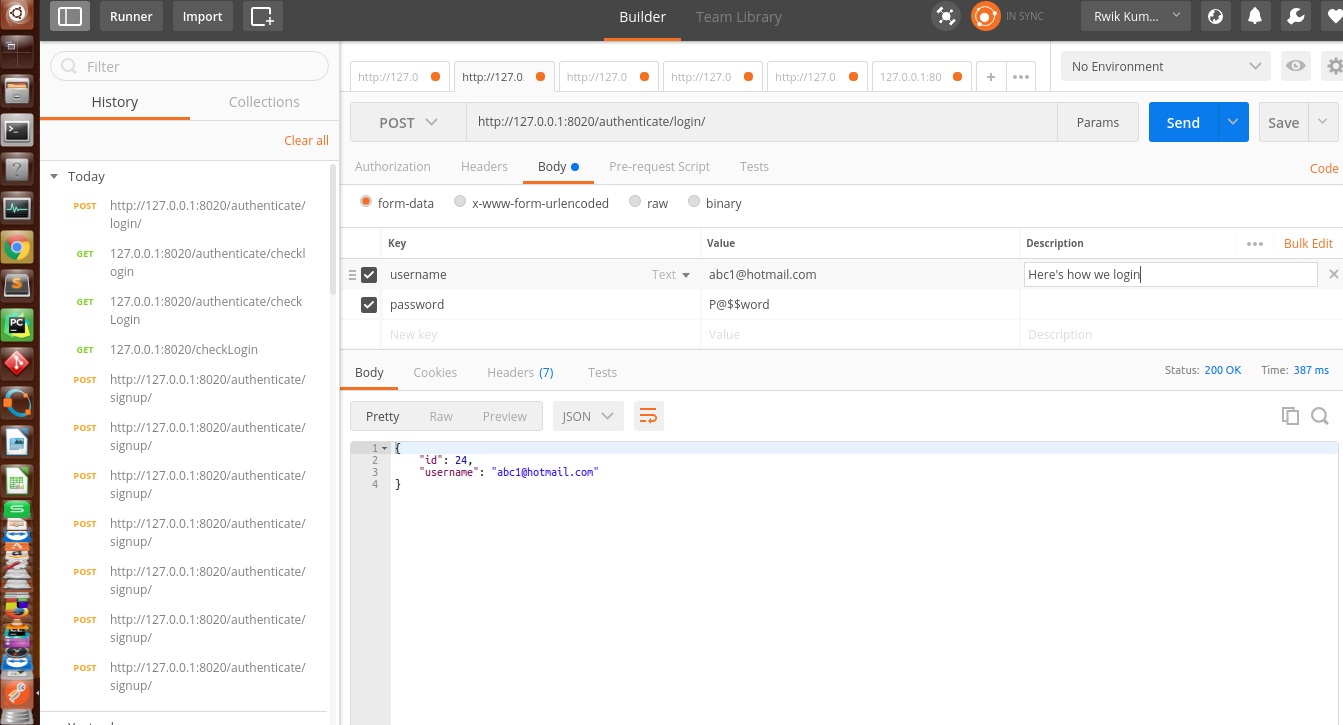 Runner
Import
Builder
Team Library
IN SYNC
Rwik Kum...
Filter
History
Collections
Clear all
Today
POST http://127.0.0.1:8020/authenticate/
login/
GET 127.0.0.1:8020/authenticate/checkl
ogin
GET 127.0.0.1:8020/authenticate/check
Login
GET 127.0.0.1:8020/checkLogin
POST http://127.0.0.1:8020/authenticate/
signup/
POST http://127.0.0.1:8020/authenticate/
signup/
POST http://127.0.0.1:8020/authenticate/
signup/
POST http://127.0.0.1:8020/authenticate/
signup/
POST http://127.0.0.1:8020/authenticate/
signup/
POST http://127.0.0.1:8020/authenticate/
signup/
POST http://127.0.0.1:8020/authenticate/
signup/
http://127.0 http://127.0. http://127.0 http://127.0 http://127.0 127.0.0.1:80 + •••
No Environment
POST http://127.0.0.1:8020/authenticate/login/ Params Send Save
Authorization Headers Body Pre-request Script Tests Code
form-data x-www-form-urlencoded raw binary
Key Value Description ••• Bulk Edit
username Text abc1@hotmail.com Here's how we login
password P@$$word
New key Value Description
Body Cookies Headers (7) Tests Status: 200 OK Time: 387 ms
Pretty Raw Preview JSON
1 {
2 "id": 24,
3 "username": "abc1@hotmail.com"
4 }